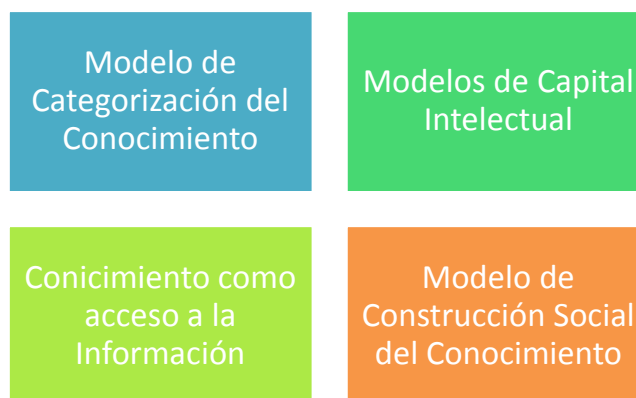 Modelo de
Categorización del
Conocimiento
Modelos de Capital
Intelectual
Conicimiento como
acceso a la
Información
Modelo de
Construcción Social
del Conocimiento